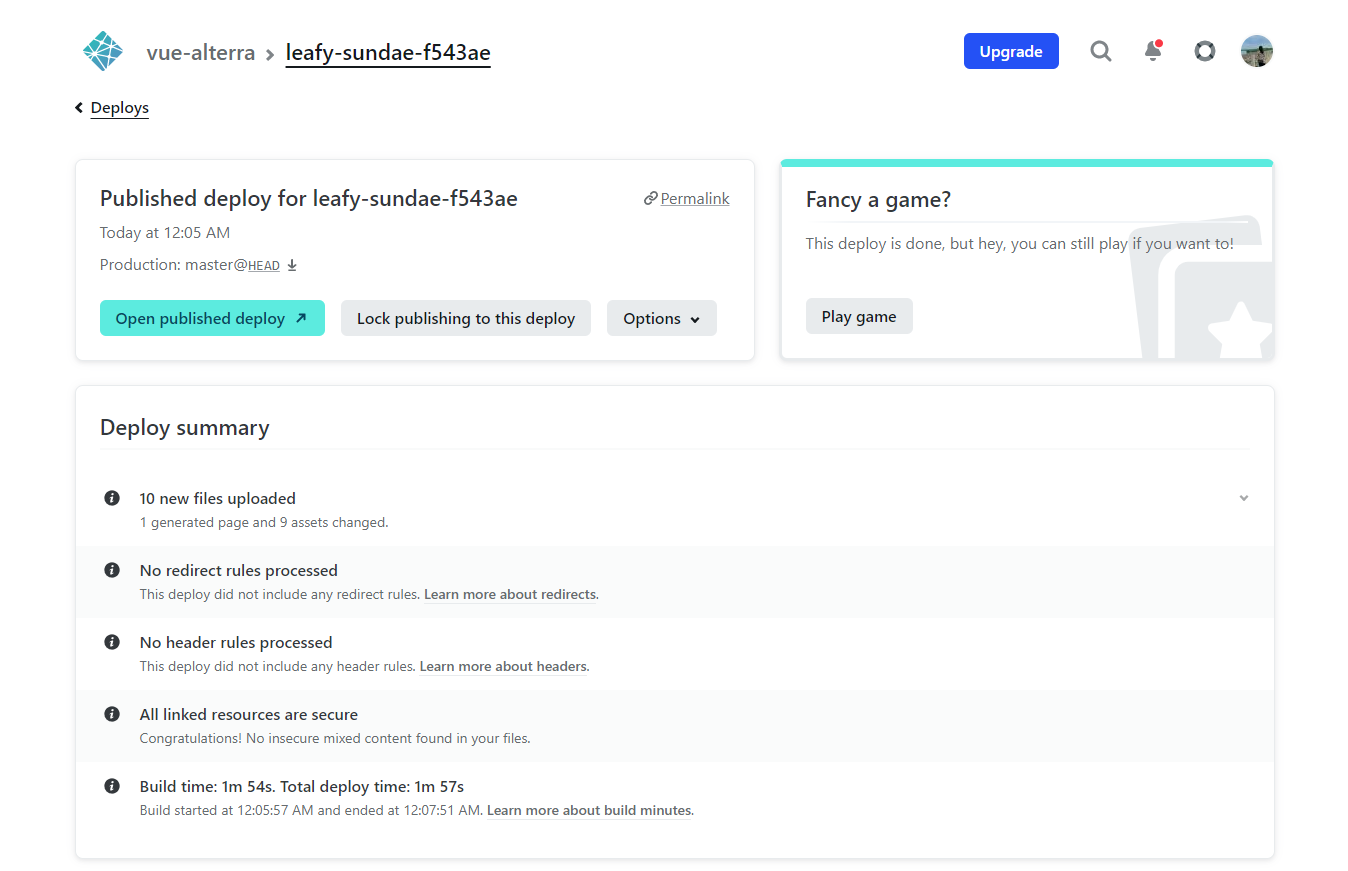 vue-alterra › leafy-sundae-f543ae
Upgrade
Deploys
Published deploy for leafy-sundae-f543ae
Permalink
Today at 12:05 AM
Production: master@HEAD
Open published deploy
Lock publishing to this deploy
Options
Fancy a game?
This deploy is done, but hey, you can still play if you want to!
Play game
Deploy summary
10 new files uploaded
1 generated page and 9 assets changed.
No redirect rules processed
This deploy did not include any redirect rules. Learn more about redirects.
No header rules processed
This deploy did not include any header rules. Learn more about headers.
All linked resources are secure
Congratulations! No insecure mixed content found in your files.
Build time: 1m 54s. Total deploy time: 1m 57s
Build started at 12:05:57 AM and ended at 12:07:51 AM. Learn more about build minutes.